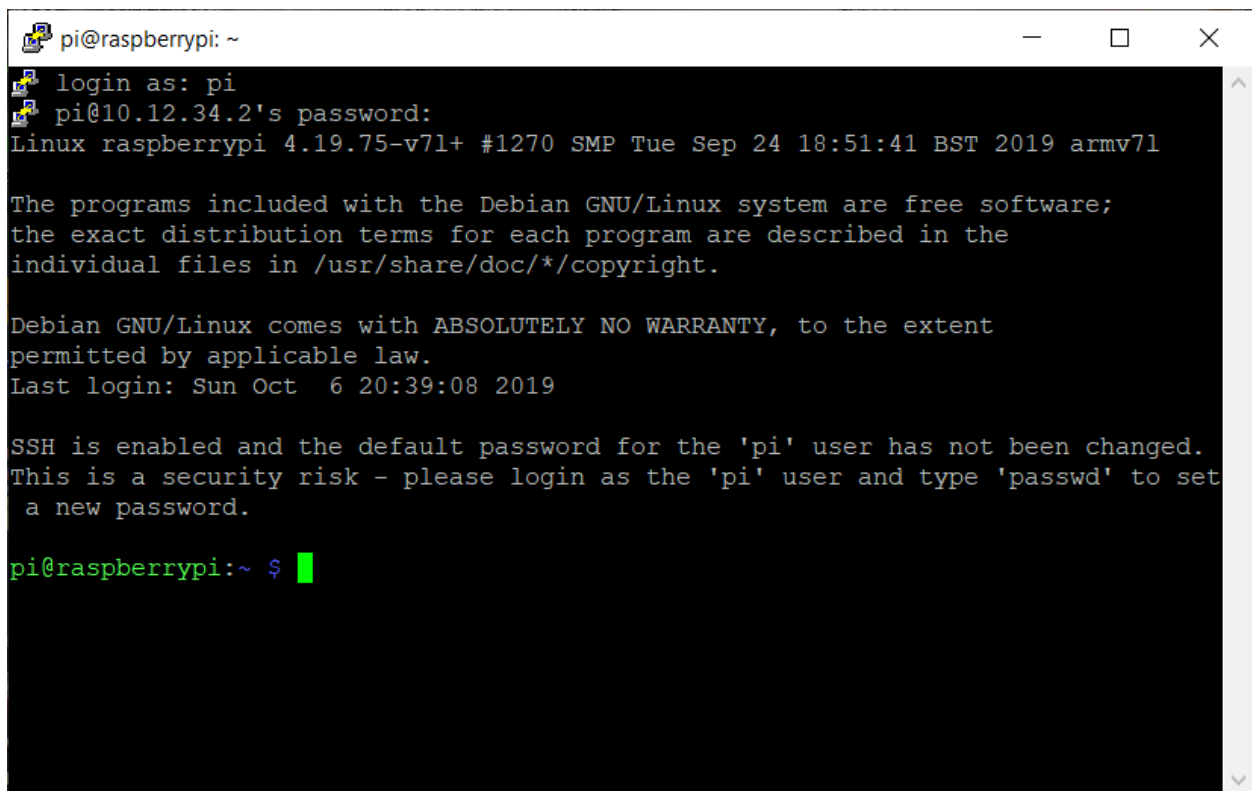 pi@raspberrypi: ~
login as: pi
pi@10.12.34.2's password:
Linux raspberrypi 4.19.75-v7l+ #1270 SMP Tue Sep 24 18:51:41 BST 2019 armv7l
The programs included with the Debian GNU/Linux system are free software;
the exact distribution terms for each program are described in the
individual files in /usr/share/doc/*/copyright.
Debian GNU/Linux comes with ABSOLUTELY NO WARRANTY, to the extent
permitted by applicable law.
Last login: Sun Oct  6 20:39:08 2019
SSH is enabled and the default password for the 'pi' user has not been changed.
This is a security risk - please login as the 'pi' user and type 'passwd' to set
 a new password.
pi@raspberrypi:~ $